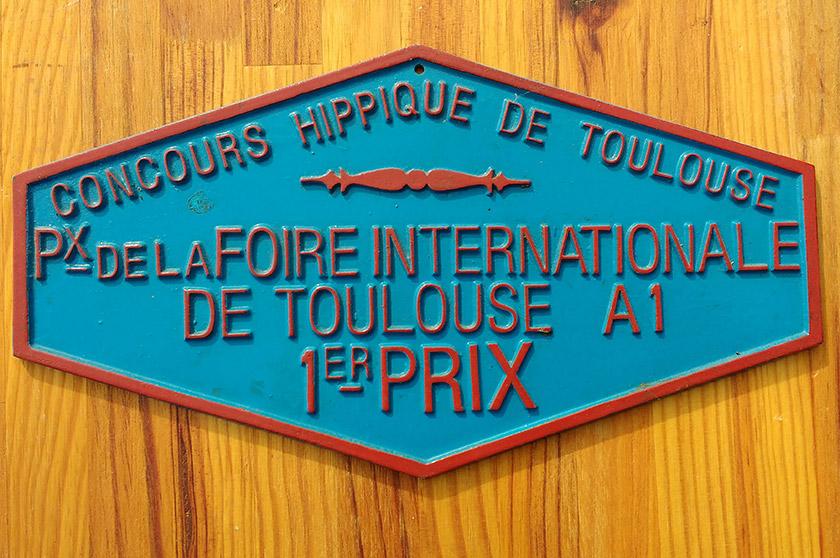 CONCOURS HIPPIQUE DE TOULOUSE
PX DE LA FOIRE INTERNATIONALE
DE TOULOUSE A1
1ER PRIX